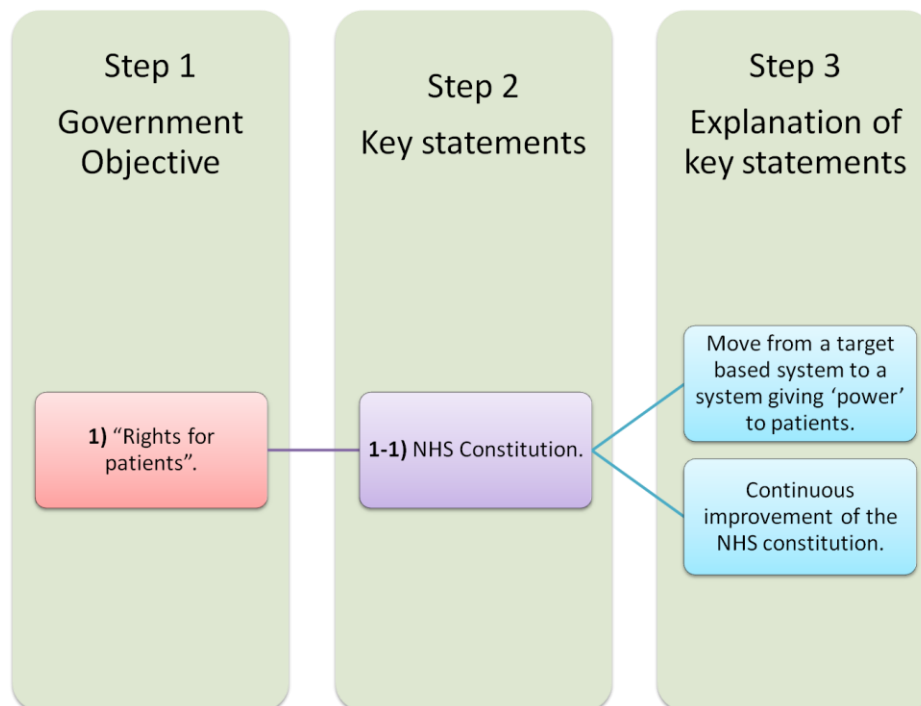 Step 1
Government
Objective
Step 2
Key statements
Step 3
Explanation of
key statements
1) “Rights for
patients”.
1-1) NHS Constitution.
Move from a target
based system to a
system giving ‘power’
to patients.
Continuous
improvement of the
NHS constitution.